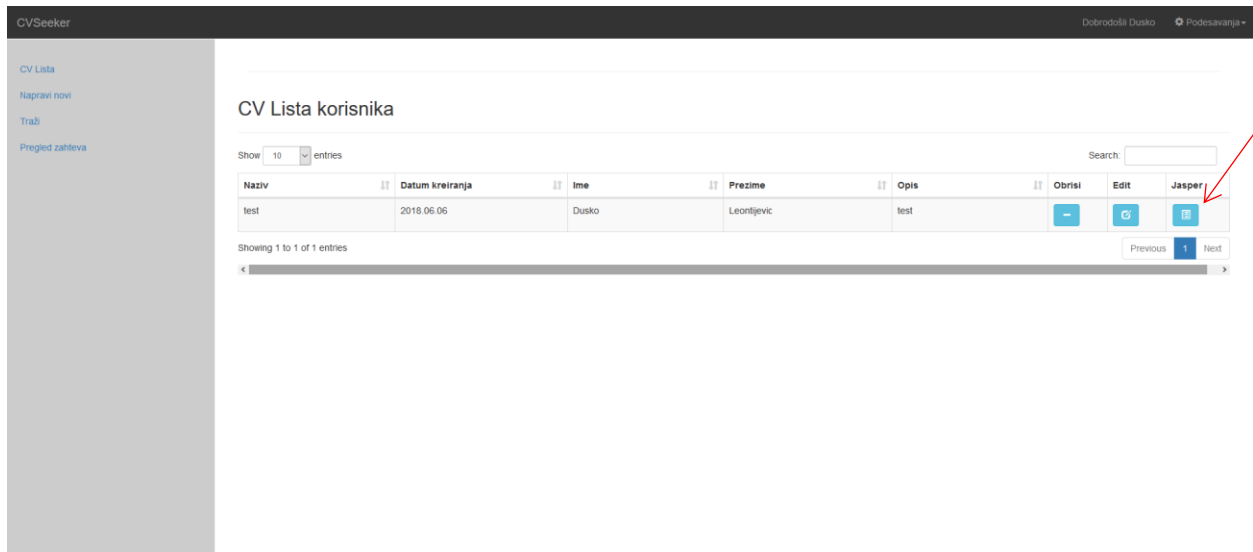 CVSeeker Dobrodošli Dusko Podesavanja
CV Lista
Napravi novi
Traži
Pregled zahteva
CV Lista korisnika
Show 10 entries Search:
Naziv Datum kreiranja Ime Prezime Opis Obrisi Edit Jasper
test 2018.06.06 Dusko Leontijevic test
Showing 1 to 1 of 1 entries Previous 1 Next